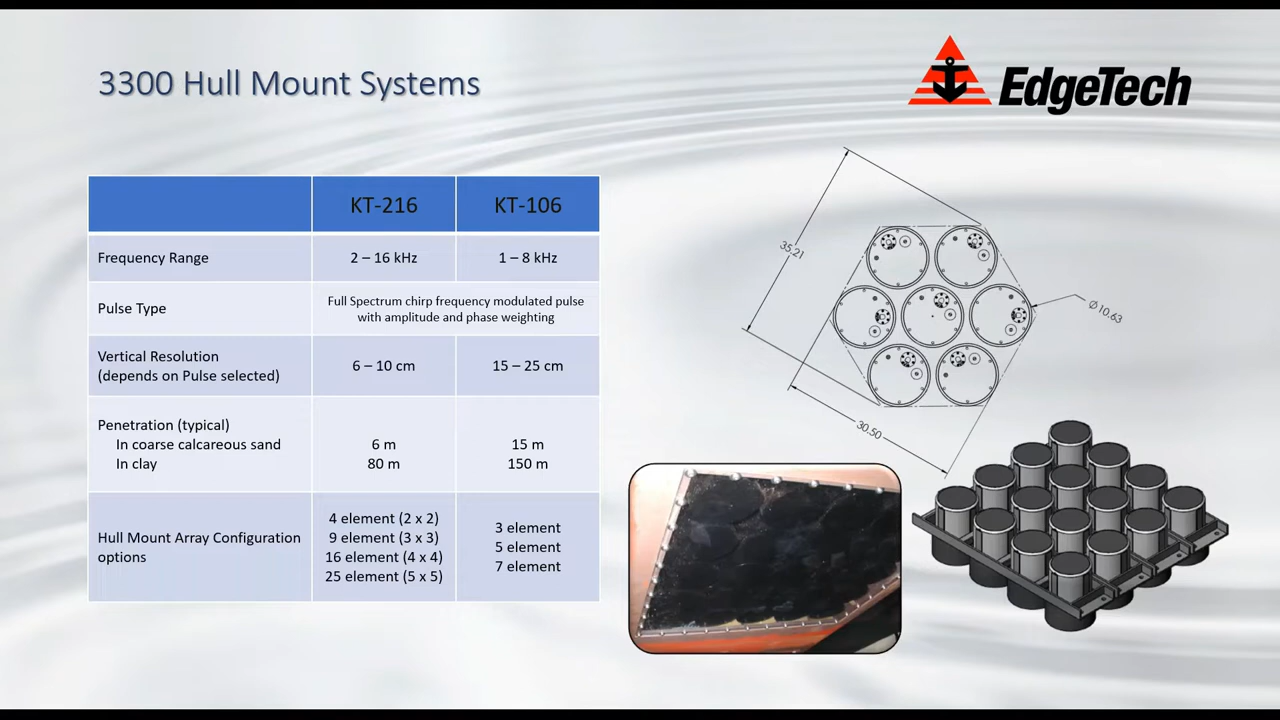 3300 Hull Mount Systems
EdgeTech
KT-216
KT-106
Frequency Range
2 – 16 kHz
1 – 8 kHz
Pulse Type
Full Spectrum chirp frequency modulated pulse
with amplitude and phase weighting
Vertical Resolution
(depends on Pulse selected)
6 – 10 cm
15 – 25 cm
Penetration (typical)
In coarse calcareous sand
6 m
15 m
In clay
80 m
150 m
Hull Mount Array Configuration
options
4 element (2 x 2)
9 element (3 x 3)
16 element (4 x 4)
25 element (5 x 5)
3 element
5 element
7 element
35.21
Ø10.63
30.50